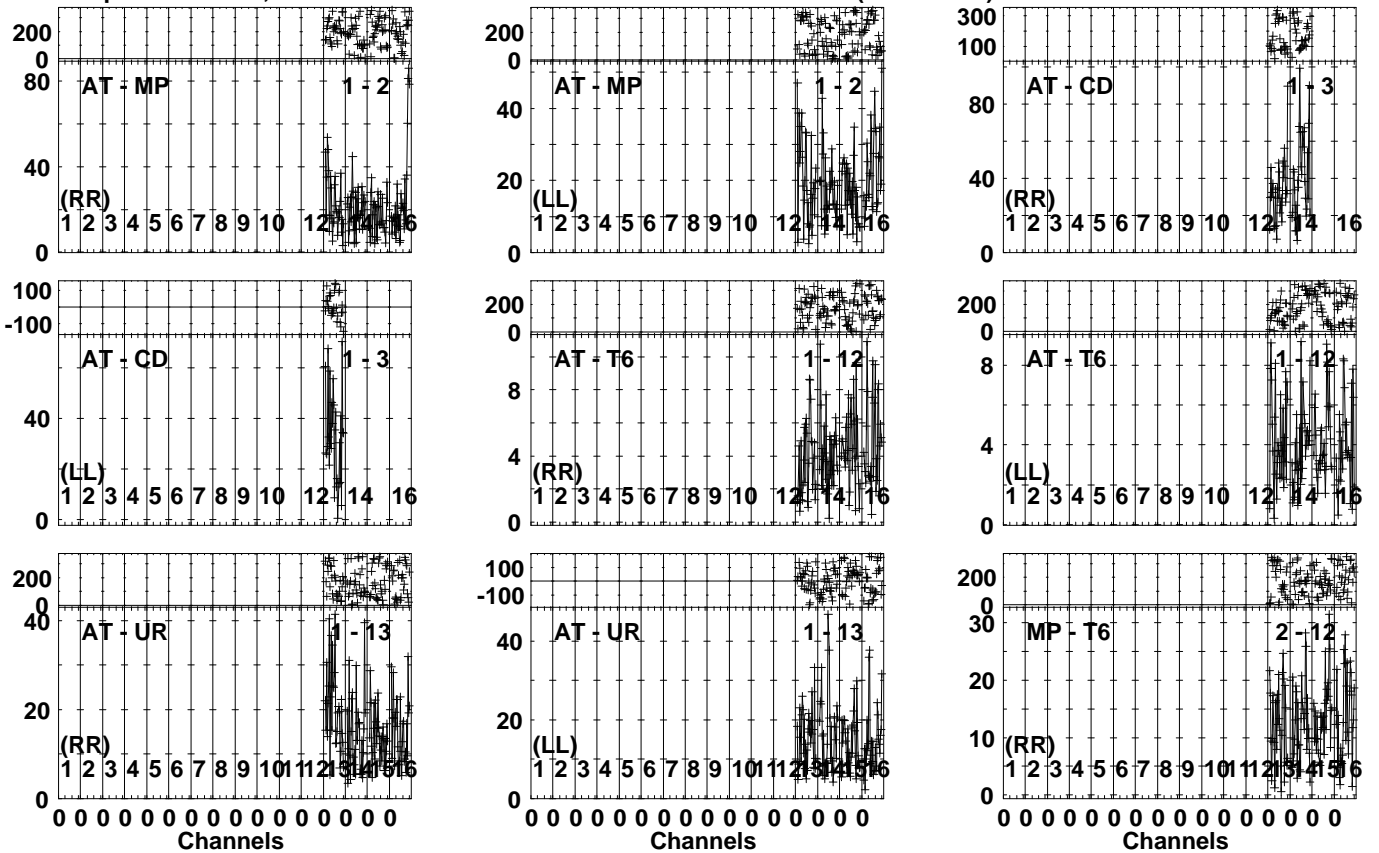 200 200 300
0 0 100
80 AT - MP 1 - 2 AT - MP 1 - 2 AT - CD 1 - 3
40 80
40 20 40
(RR) (LL) (RR)
1 2 3 4 5 6 7 8 9 10 12 14 16 1 2 3 4 5 6 7 8 9 10 12 14 16 1 2 3 4 5 6 7 8 9 10 12 14 16
0 0 0
100 200 200
-100 0 0
AT - CD 1 - 3 AT - T6 1 - 12 AT - T6 1 - 12
8 8
40 4 4
(LL) (RR) (LL)
1 2 3 4 5 6 7 8 9 10 12 14 16 1 2 3 4 5 6 7 8 9 10 12 14 16 1 2 3 4 5 6 7 8 9 10 12 14 16
0 0 0
200 100 200
0 -100 0
40 AT - UR 1 - 13 AT - UR 1 - 13 MP - T6 2 - 12
40 30
20 20 20
(RR) (LL) 10 (RR)
1 2 3 4 5 6 7 8 9 10 11 12 13 14 15 16 1 2 3 4 5 6 7 8 9 10 11 12 13 14 15 16 1 2 3 4 5 6 7 8 9 10 11 12 13 14 15 16
0 0 0
0 0 0 0 0 0 0 0 0 0 0 0 0 0 0 0 0 0 0 0 0 0 0 0 0 0 0 0 0 0 0 0 0 0 0 0 0 0 0 0 0 0 0 0 0 0 0 0
Channels Channels Channels